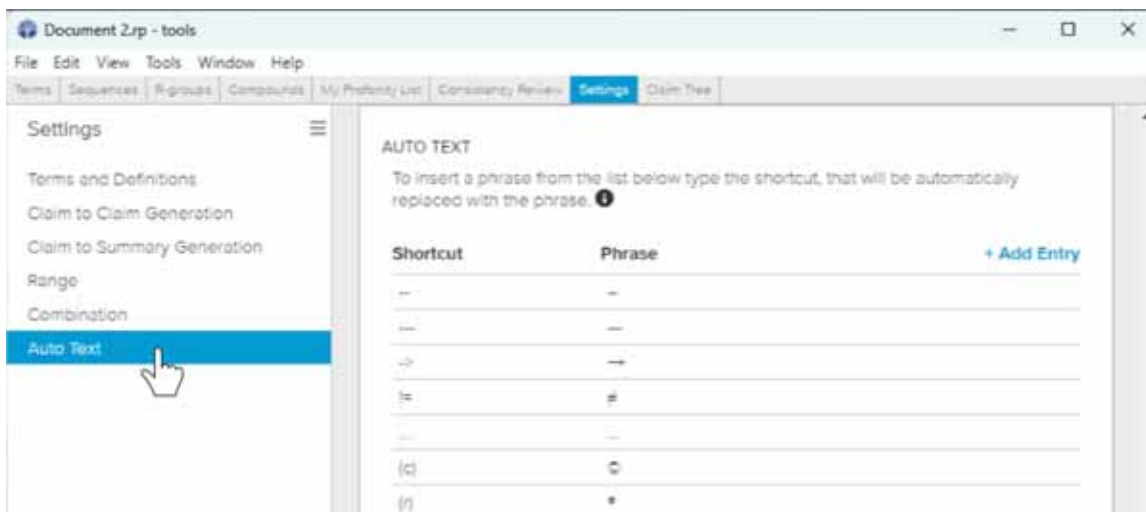 Document 2.rp - tools
File Edit View Tools Window Help
Terms Sequences R-groups Compounds My Profanity List Consistency Review Settings Claim Tree
Settings
Terms and Definitions
Claim to Claim Generation
Claim to Summary Generation
Range
Combination
Auto Text
AUTO TEXT
To insert a phrase from the list below type the shortcut, that will be automatically
replaced with the phrase.
Shortcut Phrase + Add Entry
-- –
--- —
-> →
!= ≠
... …
(c) ©
(r) ®